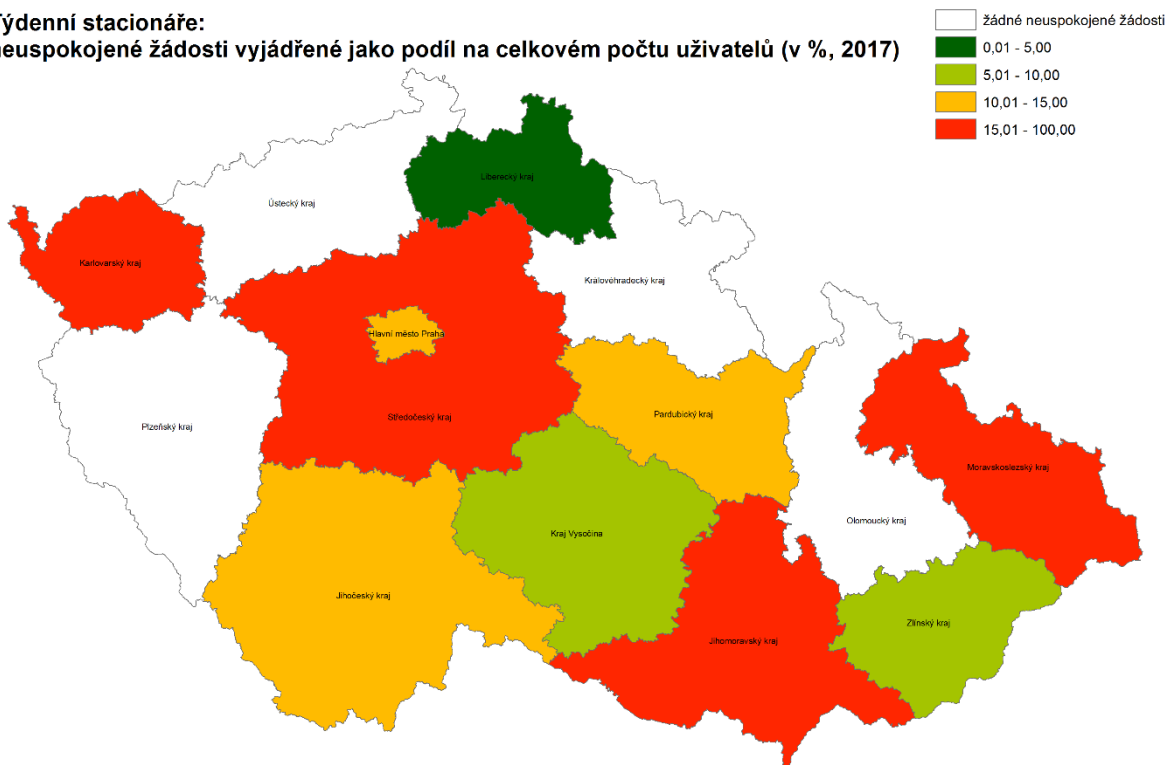 Týdenní stacionáře:
neuspokojené žádosti vyjádřené jako podíl na celkovém počtu uživatelů (v %, 2017)
žádné neuspokojené žádosti
0,01 - 5,00
5,01 - 10,00
10,01 - 15,00
15,01 - 100,00
Liberecký kraj
Ústecký kraj
Karlovarský kraj
Královéhradecký kraj
Hlavní město Praha
Středočeský kraj
Pardubický kraj
Plzeňský kraj
Moravskoslezský kraj
Olomoucký kraj
Kraj Vysočina
Jihočeský kraj
Zlínský kraj
Jihomoravský kraj